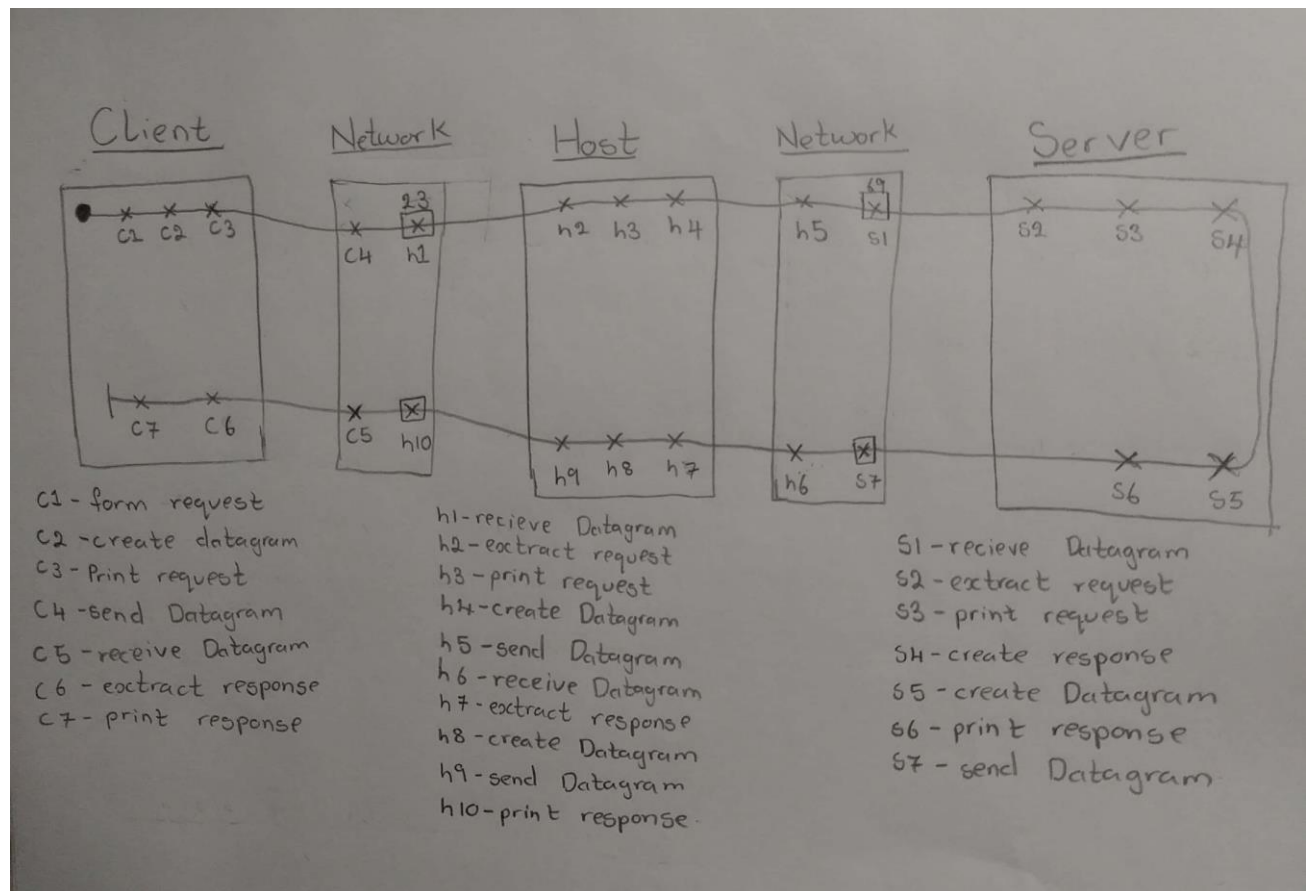 Client Network Host Network Server
23 69
C1 C2 C3 C4 h1 h2 h3 h4 h5 S1 S2 S3 S4
C7 C6 C5 h10 h9 h8 h7 h6 S7 S6 S5
C1 - form request
C2 - create datagram
C3 - Print request
C4 - send Datagram
C5 - receive Datagram
C6 - exctract response
C7 - print response
h1 - recieve Datagram
h2 - exctract request
h3 - print request
h4 - create Datagram
h5 - send Datagram
h6 - receive Datagram
h7 - exctract response
h8 - create Datagram
h9 - send Datagram
h10 - print response.
S1 - recieve Datagram
S2 - extract request
S3 - print request
S4 - create response
S5 - create Datagram
S6 - print response
S7 - send Datagram